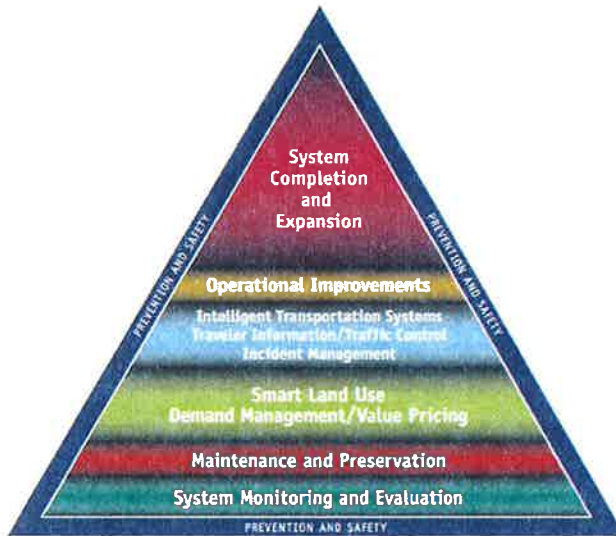 System
Completion
and
Expansion
PREVENTION AND SAFETY
PREVENTION AND SAFETY
Operational Improvements
Intelligent Transportation Systems
Traveler Information/Traffic Control
Incident Management
Smart Land Use
Demand Management/Value Pricing
Maintenance and Preservation
System Monitoring and Evaluation
PREVENTION AND SAFETY